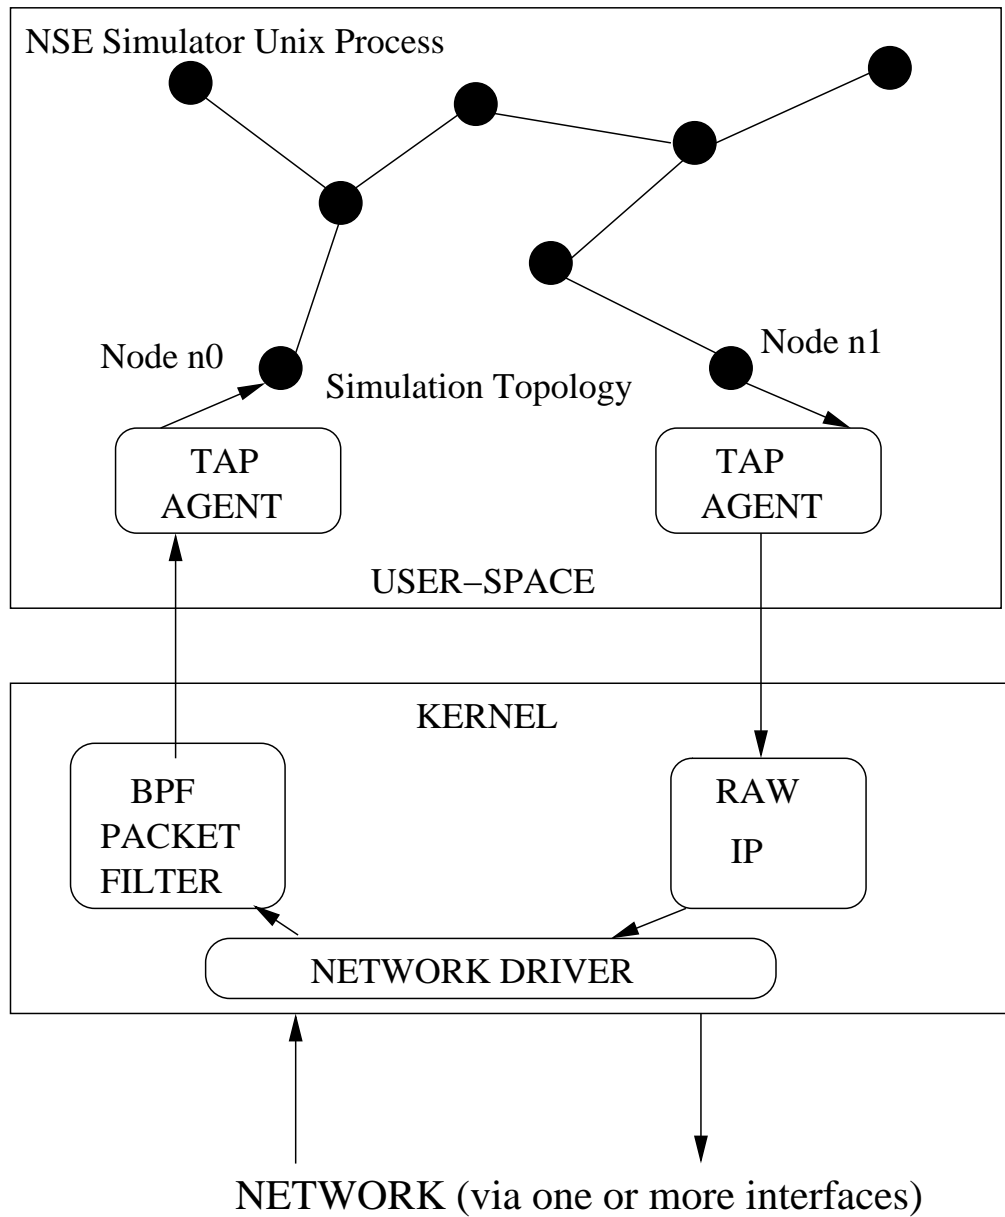 NSE Simulator Unix Process
Node n0
Node n1
Simulation Topology
TAP
AGENT
TAP
AGENT
USER−SPACE
KERNEL
BPF
PACKET
FILTER
RAW
IP
NETWORK DRIVER
NETWORK (via one or more interfaces)